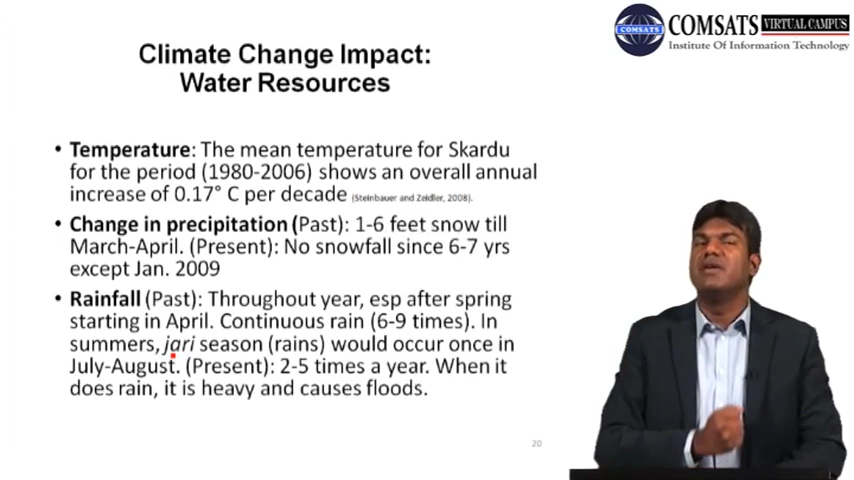 COMSATS VIRTUAL CAMPUS
COMSATS
Institute Of Information Technology
Climate Change Impact:
Water Resources
• Temperature: The mean temperature for Skardu
for the period (1980-2006) shows an overall annual
increase of 0.17° C per decade (Steinbauer and Zeidler, 2008).
• Change in precipitation (Past): 1-6 feet snow till
March-April. (Present): No snowfall since 6-7 yrs
except Jan. 2009
• Rainfall (Past): Throughout year, esp after spring
starting in April. Continuous rain (6-9 times). In
summers, jari season (rains) would occur once in
July-August. (Present): 2-5 times a year. When it
does rain, it is heavy and causes floods.
20